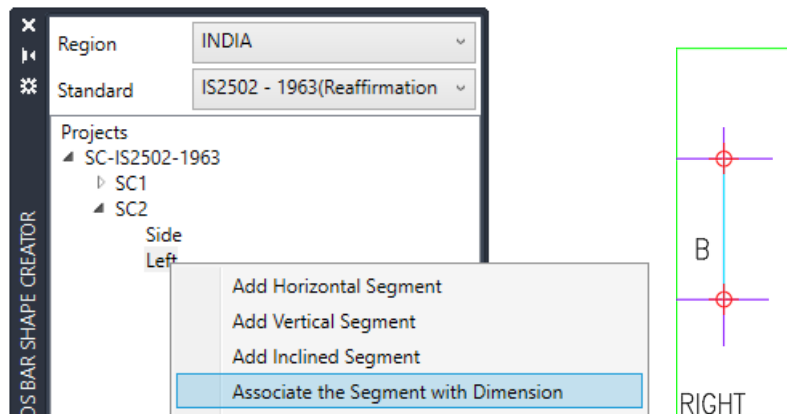 Region
INDIA
Standard
IS2502 - 1963(Reaffirmation
Projects
SC-IS2502-1963
SC1
SC2
Side
Left
Add Horizontal Segment
Add Vertical Segment
Add Inclined Segment
Associate the Segment with Dimension
BAR SHAPE CREATOR
B
RIGHT